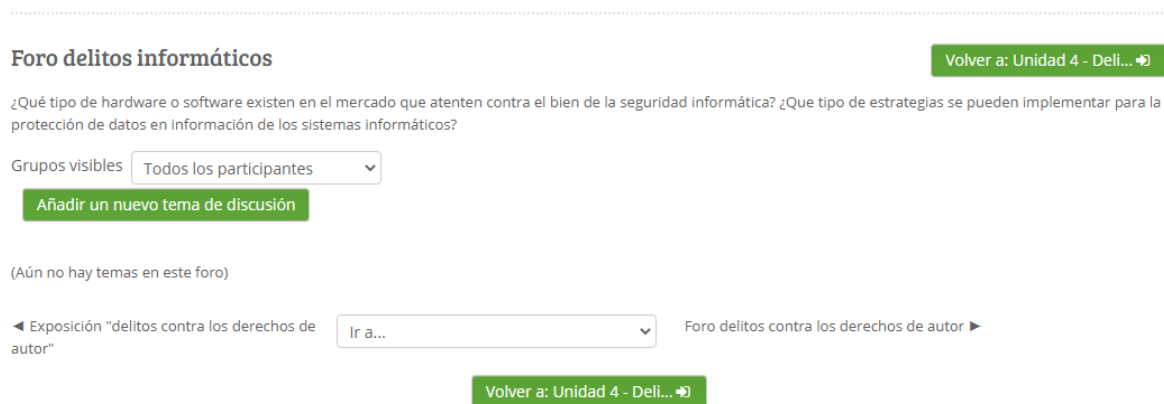 Foro delitos informáticos
Volver a: Unidad 4 - Deli...
¿Qué tipo de hardware o software existen en el mercado que atenten contra el bien de la seguridad informática? ¿Que tipo de estrategias se pueden implementar para la
protección de datos en información de los sistemas informáticos?
Grupos visibles Todos los participantes
Añadir un nuevo tema de discusión
(Aún no hay temas en este foro)
◄ Exposición "delitos contra los derechos de
autor"
Ir a...
Foro delitos contra los derechos de autor ►
Volver a: Unidad 4 - Deli...